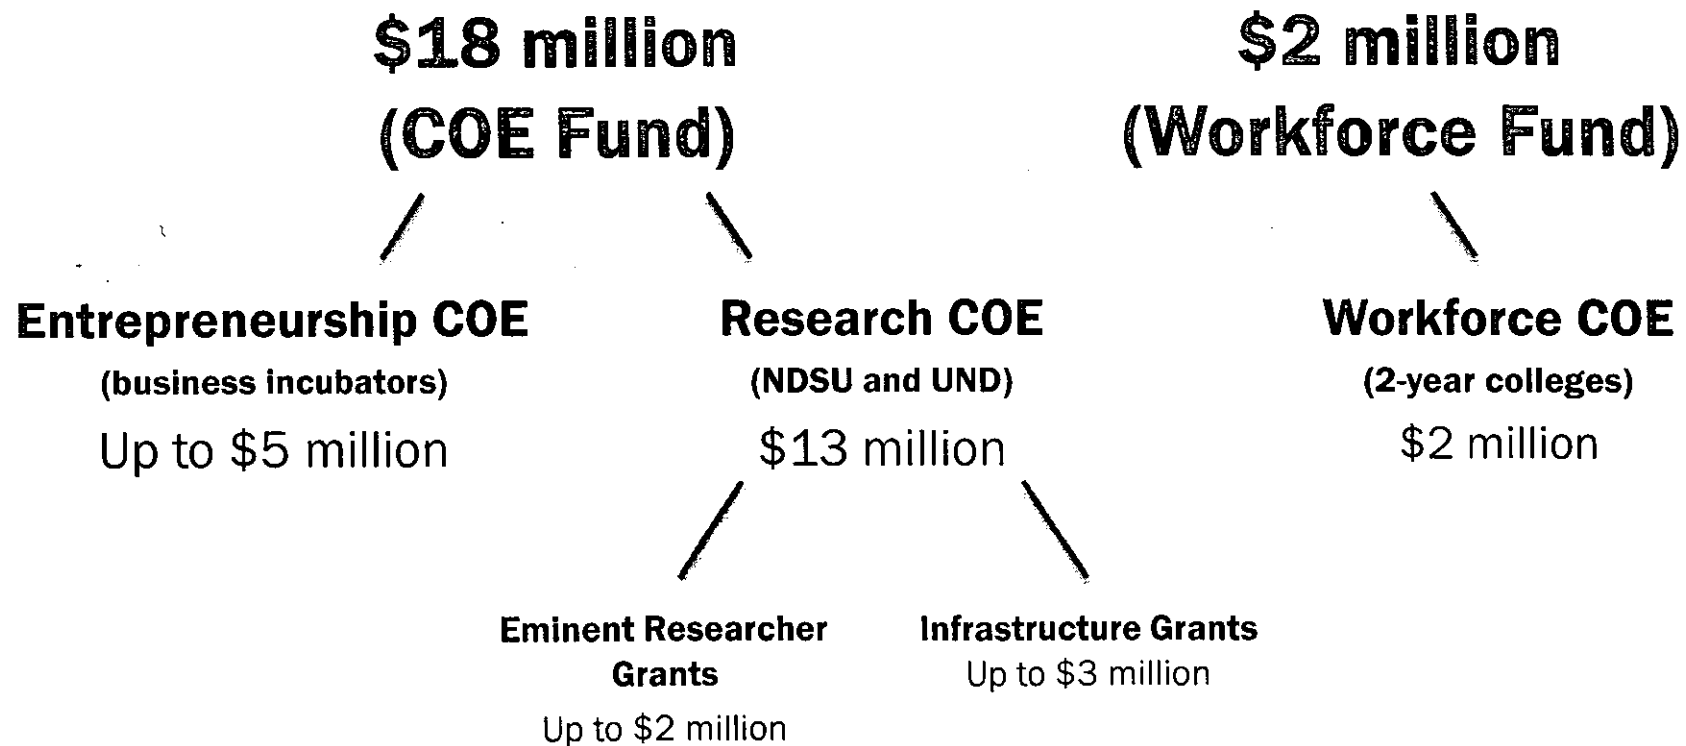 $18 million
(COE Fund)
$2 million
(Workforce Fund)
Entrepreneurship COE
(business incubators)
Up to $5 million
Research COE
(NDSU and UND)
$13 million
Workforce COE
(2-year colleges)
$2 million
Eminent Researcher
Grants
Up to $2 million
Infrastructure Grants
Up to $3 million